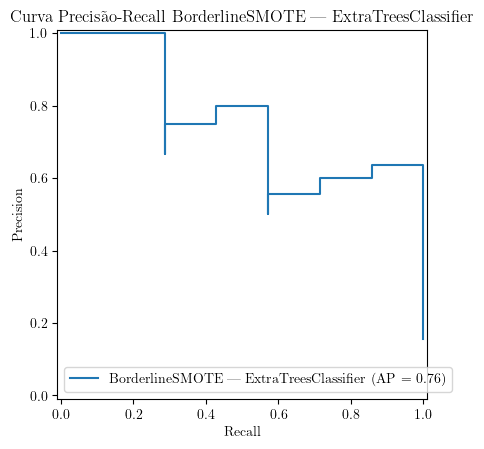 Curva Precisão-Recall BorderlineSMOTE — ExtraTreesClassifier
1.0
0.8
0.6
0.4
0.2
0.0
Precision
BorderlineSMOTE — ExtraTreesClassifier (AP = 0.76)
0.0 0.2 0.4 0.6 0.8 1.0
Recall